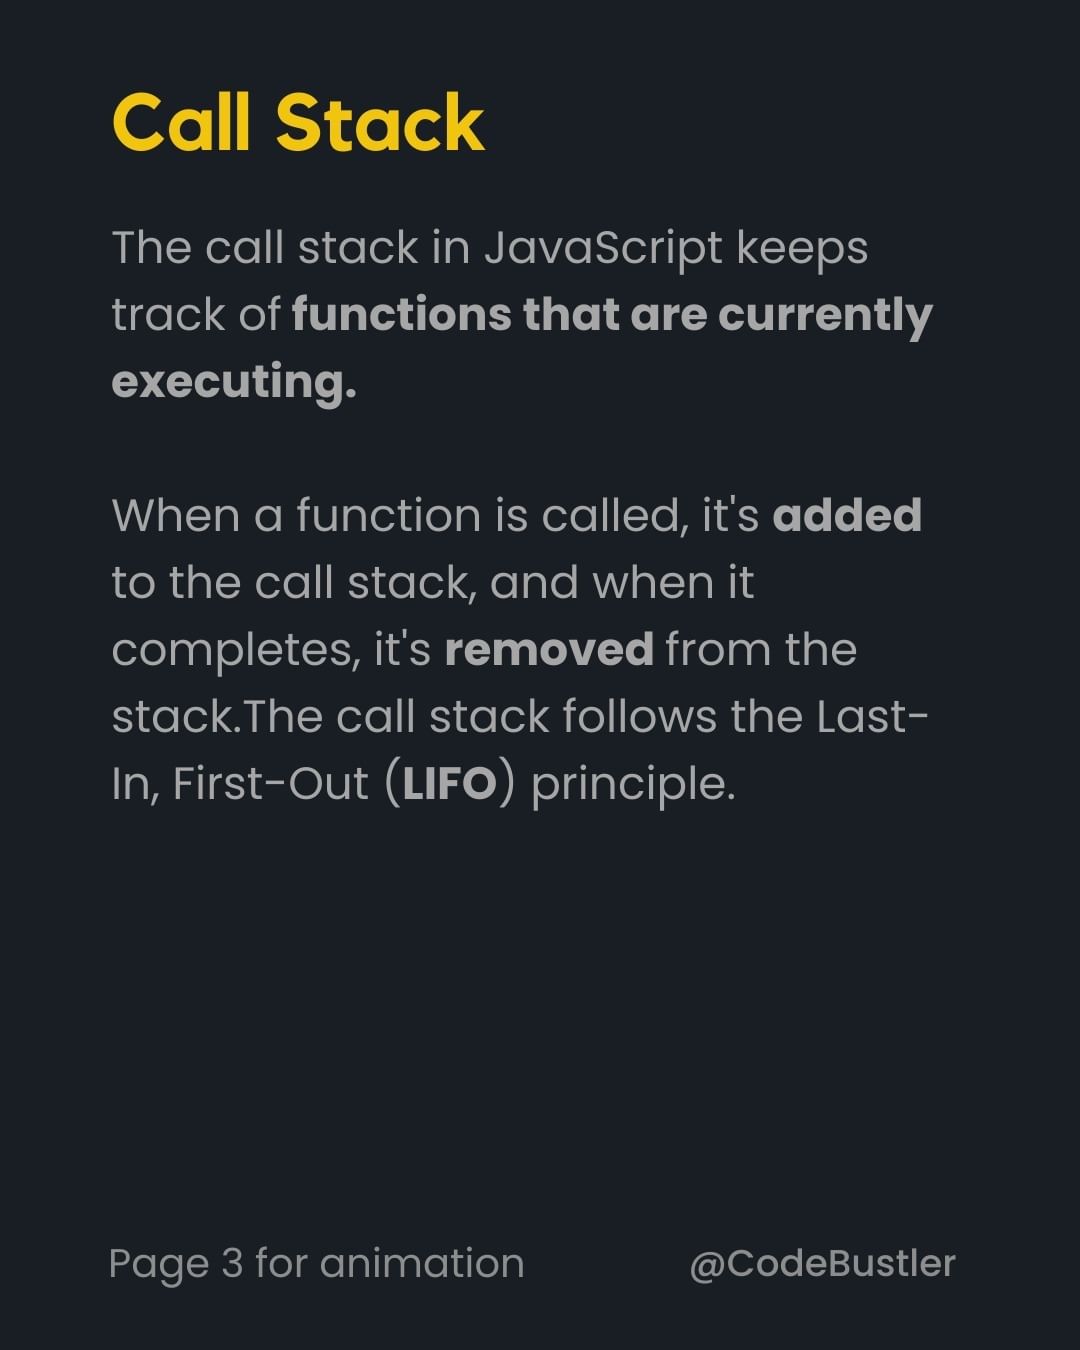 Call Stack
The call stack in JavaScript keeps
track of functions that are currently
executing.
When a function is called, it's added
to the call stack, and when it
completes, it's removed from the
stack.The call stack follows the Last-
In, First-Out (LIFO) principle.
Page 3 for animation
@CodeBustler